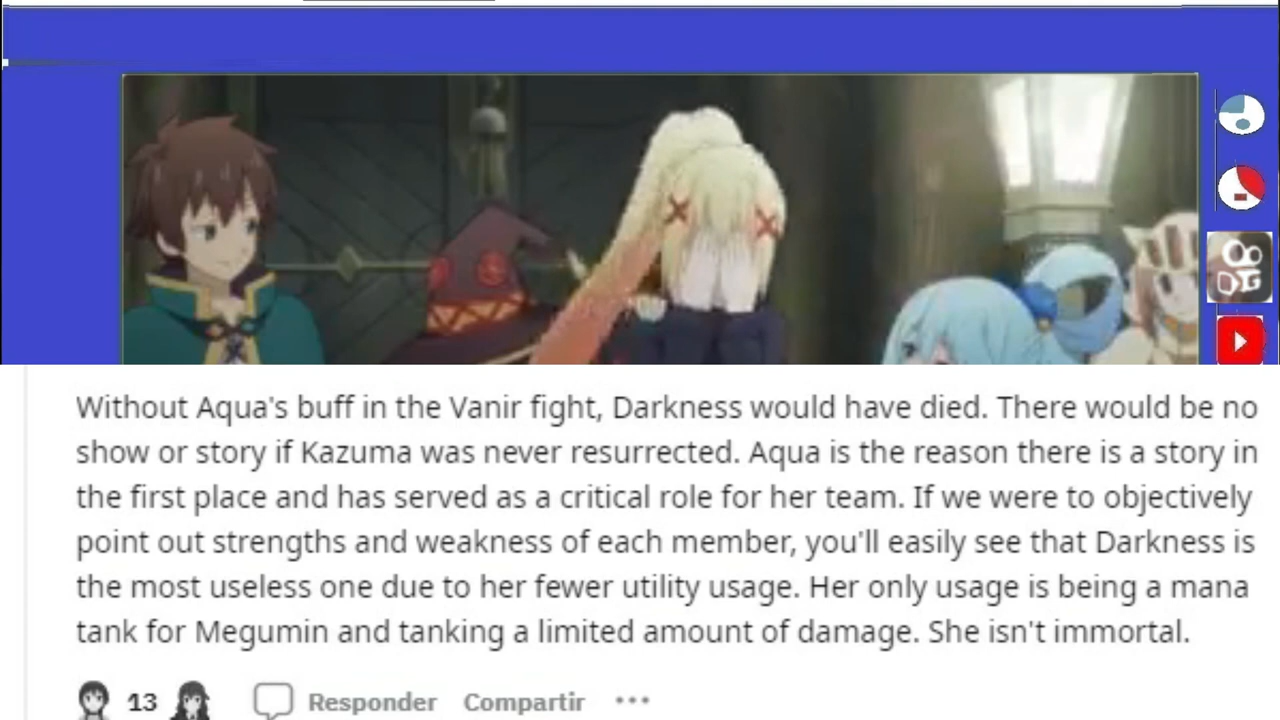 Without Aqua's buff in the Vanir fight, Darkness would have died. There would be no
show or story if Kazuma was never resurrected. Aqua is the reason there is a story in
the first place and has served as a critical role for her team. If we were to objectively
point out strengths and weakness of each member, you'll easily see that Darkness is
the most useless one due to her fewer utility usage. Her only usage is being a mana
tank for Megumin and tanking a limited amount of damage. She isn't immortal.
13 Responder Compartir ···